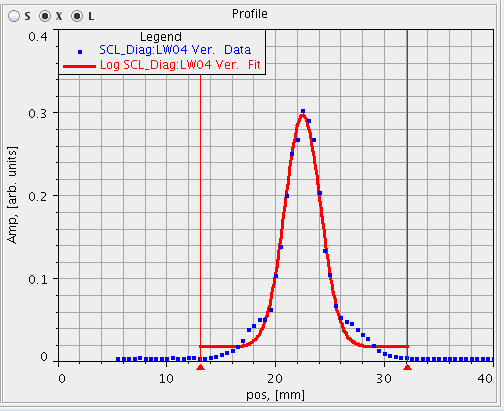 S X L
Profile
Legend
SCL_Diag:LW04 Ver. Data
Log SCL_Diag:LW04 Ver. Fit
Amp, [arb. units]
0.4
0.3
0.2
0.1
0
0 10 20 30 40
pos, [mm]